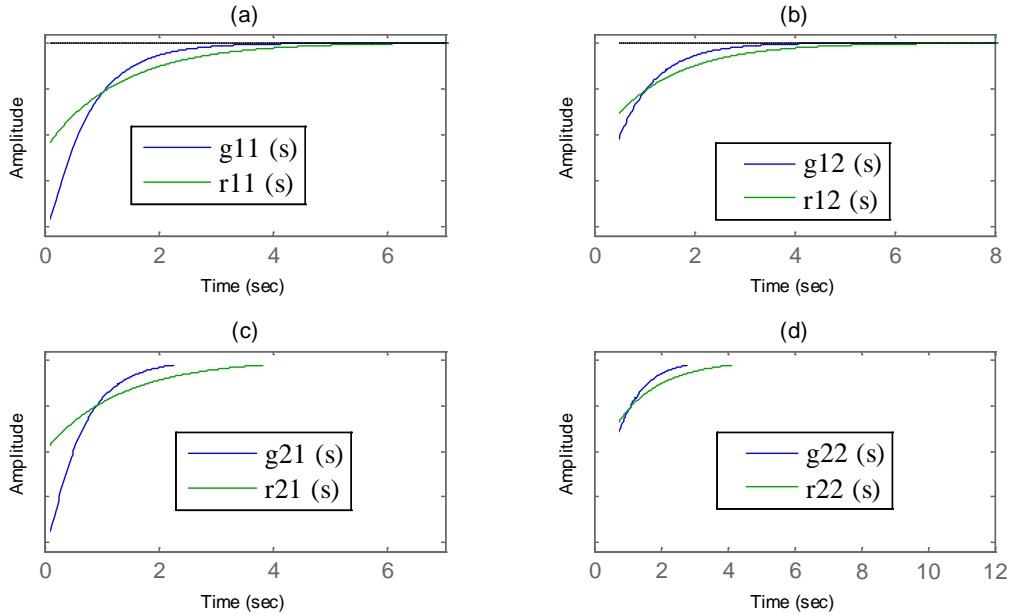 (a)
Amplitude
g11 (s)
r11 (s)
0 2 4 6
Time (sec)
(b)
Amplitude
g12 (s)
r12 (s)
0 2 4 6 8
Time (sec)
(c)
Amplitude
g21 (s)
r21 (s)
0 2 4 6
Time (sec)
(d)
Amplitude
g22 (s)
r22 (s)
0 2 4 6 8 10 12
Time (sec)